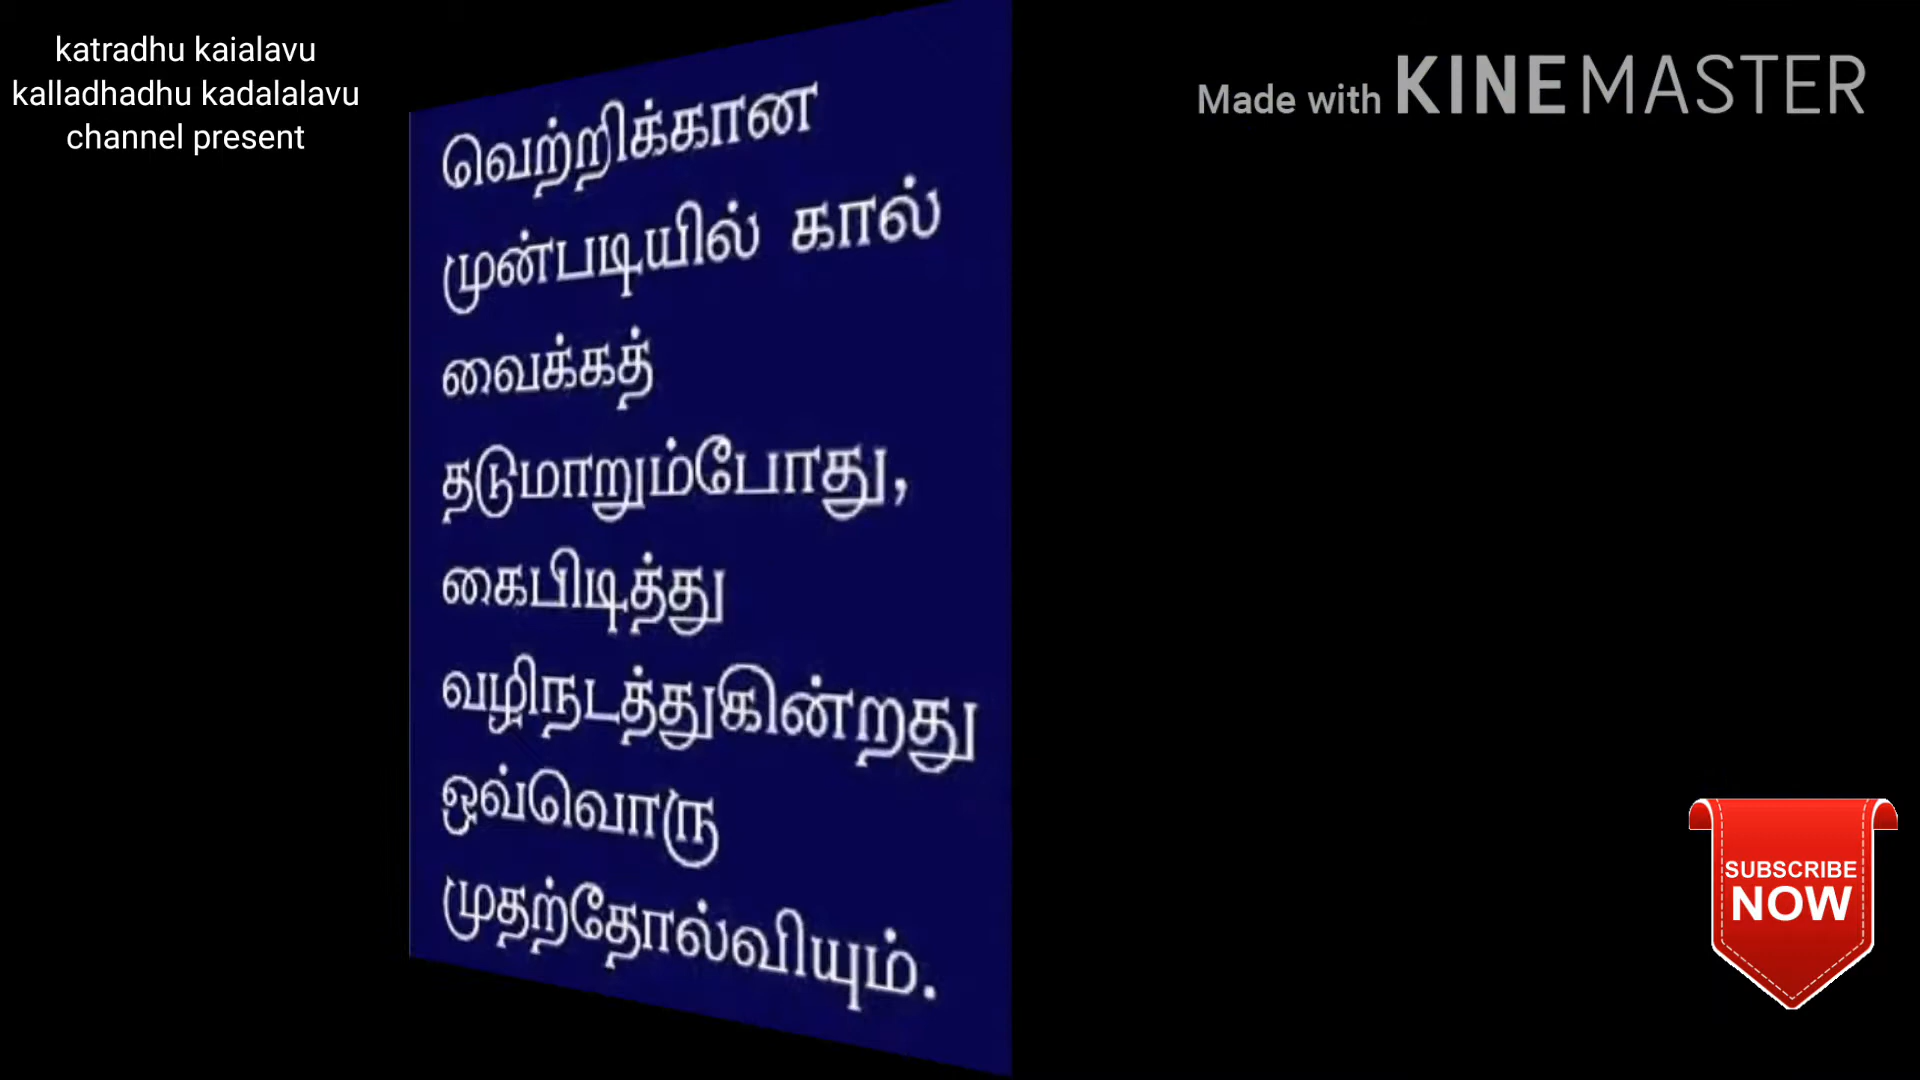 katradhu kaialavu
kalladhadhu kadalalavu
channel present
Made with KINEMASTER
வெற்றிக்கான
முன்படியில் கால்
வைக்கத்
தடுமாறும்போது,
கைபிடித்து
வழிநடத்துகின்றது
ஒவ்வொரு
முதற்தோல்வியும்.
SUBSCRIBE
NOW